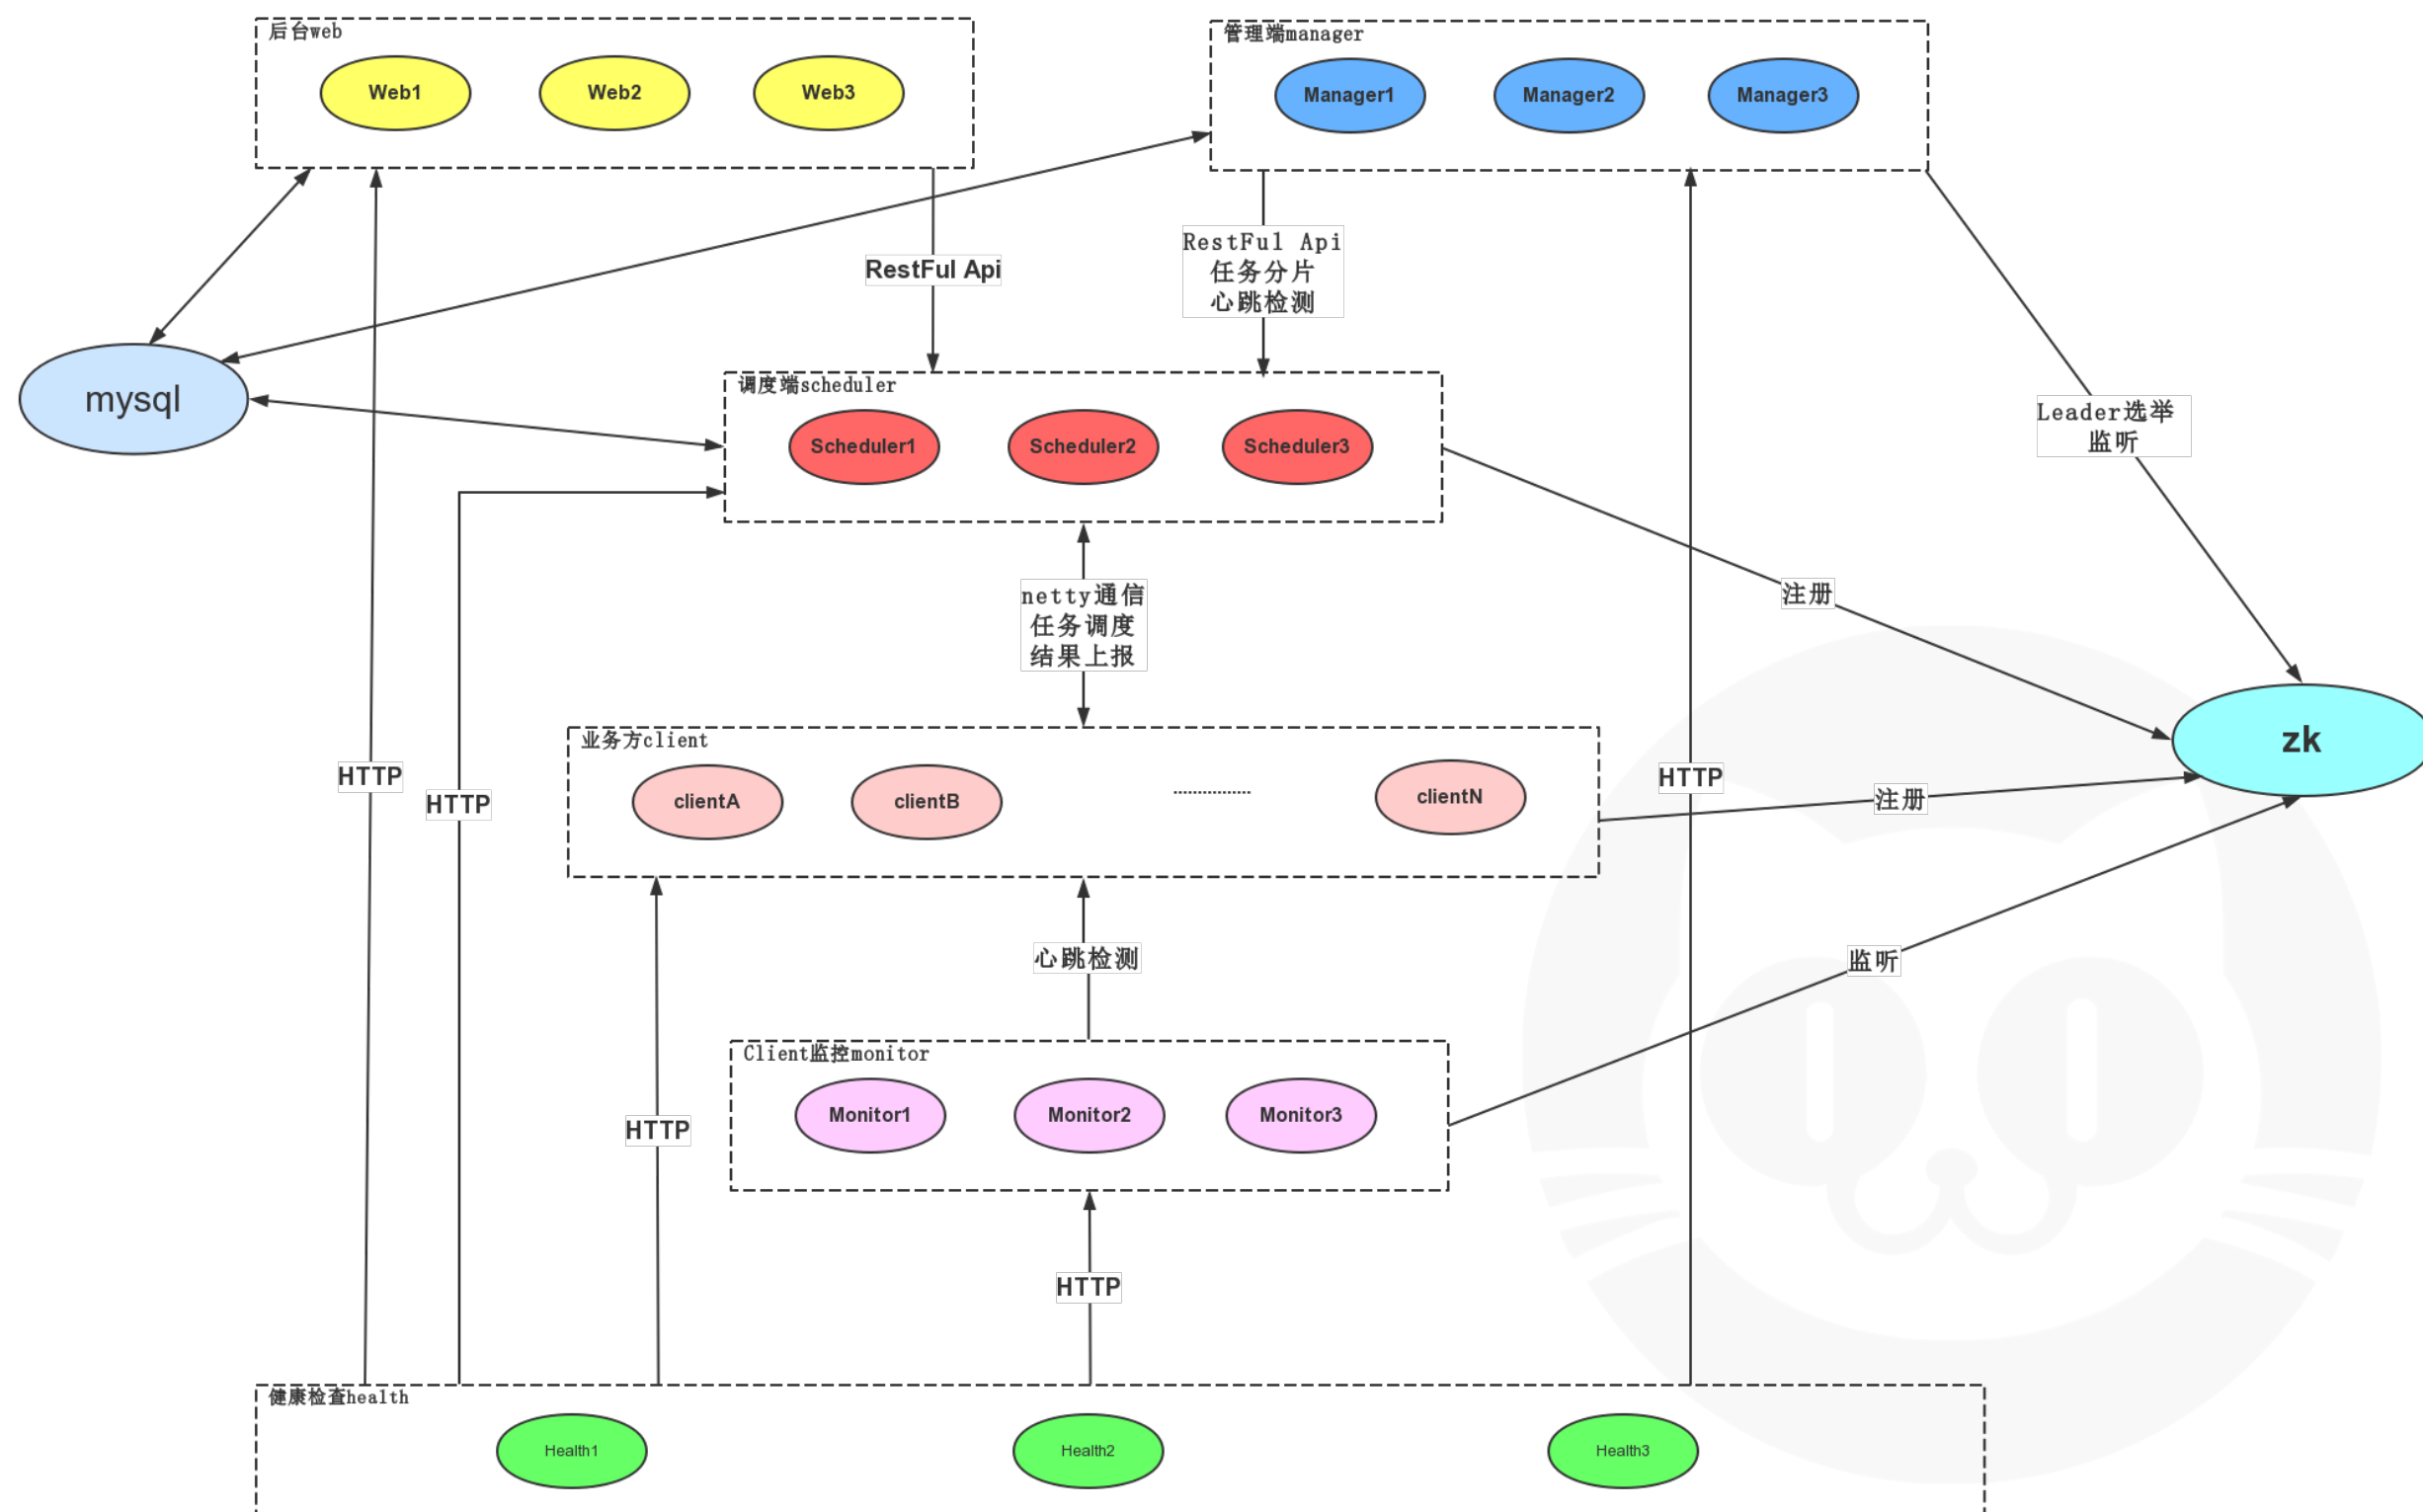 后台web
Web1
Web2
Web3
管理端manager
Manager1
Manager2
Manager3
RestFul Api
RestFul Api
任务分片
心跳检测
mysql
调度端scheduler
Scheduler1
Scheduler2
Scheduler3
Leader选举
监听
netty通信
任务调度
结果上报
注册
业务方client
clientA
clientB
clientN
zk
HTTP
HTTP
HTTP
注册
心跳检测
监听
Client监控monitor
Monitor1
Monitor2
Monitor3
HTTP
HTTP
健康检查health
Health1
Health2
Health3